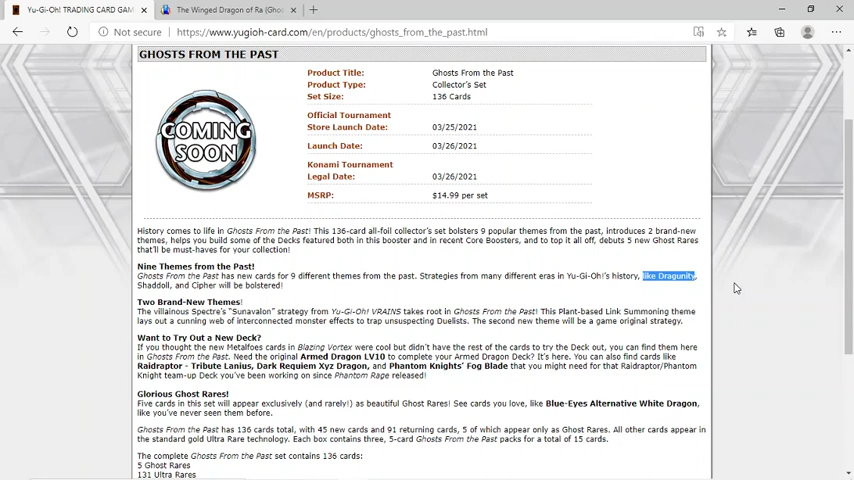 Yu-Gi-Oh! TRADING CARD GAM
The Winged Dragon of Ra (Ghos
Not secure
https://www.yugioh-card.com/en/products/ghosts_from_the_past.html
GHOSTS FROM THE PAST
COMING SOON
Product Title: Ghosts From the Past
Product Type: Collector's Set
Set Size: 136 Cards
Official Tournament
Store Launch Date: 03/25/2021
Launch Date: 03/26/2021
Konami Tournament
Legal Date: 03/26/2021
MSRP: $14.99 per set
History comes to life in Ghosts From the Past! This 136-card all-foil collector's set bolsters 9 popular themes from the past, introduces 2 brand-new
themes, helps you build some of the Decks featured both in this booster and in recent Core Boosters, and to top it all off, debuts 5 new Ghost Rares
that'll be must-haves for your collection!
Nine Themes from the Past!
Ghosts From the Past has new cards for 9 different themes from the past. Strategies from many different eras in Yu-Gi-Oh!'s history, like Dragunity,
Shaddoll, and Cipher will be bolstered!
Two Brand-New Themes!
The villainous Spectre's "Sunavalon" strategy from Yu-Gi-Oh! VRAINS takes root in Ghosts From the Past! This Plant-based Link Summoning theme
lays out a cunning web of interconnected monster effects to trap unsuspecting Duelists. The second new theme will be a game original strategy.
Want to Try Out a New Deck?
If you thought the new Metalfoes cards in Blazing Vortex were cool but didn't have the rest of the cards to try the Deck out, you can find them here
in Ghosts From the Past. Need the original Armed Dragon LV10 to complete your Armed Dragon Deck? It's here. You can also find cards like
Raidraptor - Tribute Lanius, Dark Requiem Xyz Dragon, and Phantom Knights' Fog Blade that you might need for that Raidraptor/Phantom
Knight team-up Deck you've been working on since Phantom Rage released!
Glorious Ghost Rares!
Five cards in this set will appear exclusively (and rarely!) as beautiful Ghost Rares! See cards you love, like Blue-Eyes Alternative White Dragon,
like you've never seen them before.
Ghosts From the Past has 136 cards total, with 45 new cards and 91 returning cards, 5 of which appear only as Ghost Rares. All other cards appear in
the standard gold Ultra Rare technology. Each box contains three, 5-card Ghosts From the Past packs for a total of 15 cards.
The complete Ghosts From the Past set contains 136 cards:
5 Ghost Rares
131 Ultra Rares